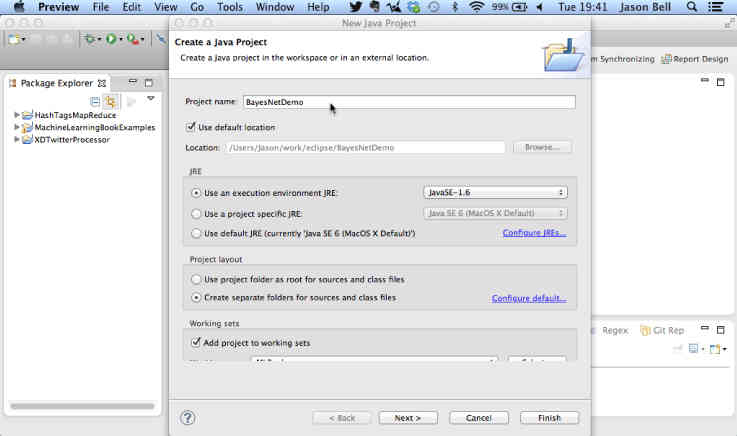 Preview File Edit View Go Tools Window Help 99% Tue 19:41 Jason Bell
New Java Project
Create a Java Project
Create a Java project in the workspace or in an external location.
m Synchronizing Report Design
Package Explorer
Project name: BayesNetDemo
HashTagsMapReduce
MachineLearningBookExamples
XDTwitterProcessor
Use default location
Location: /Users/Jason/work/eclipse/BayesNetDemo Browse...
JRE
Use an execution environment JRE: JavaSE-1.6
Use a project specific JRE: Java SE 6 (MacOS X Default)
Use default JRE (currently 'Java SE 6 (MacOS X Default)') Configure JREs...
Project layout
Use project folder as root for sources and class files
Create separate folders for sources and class files Configure default...
Working sets
Regex Git Rep
Add project to working sets
? < Back Next > Cancel Finish